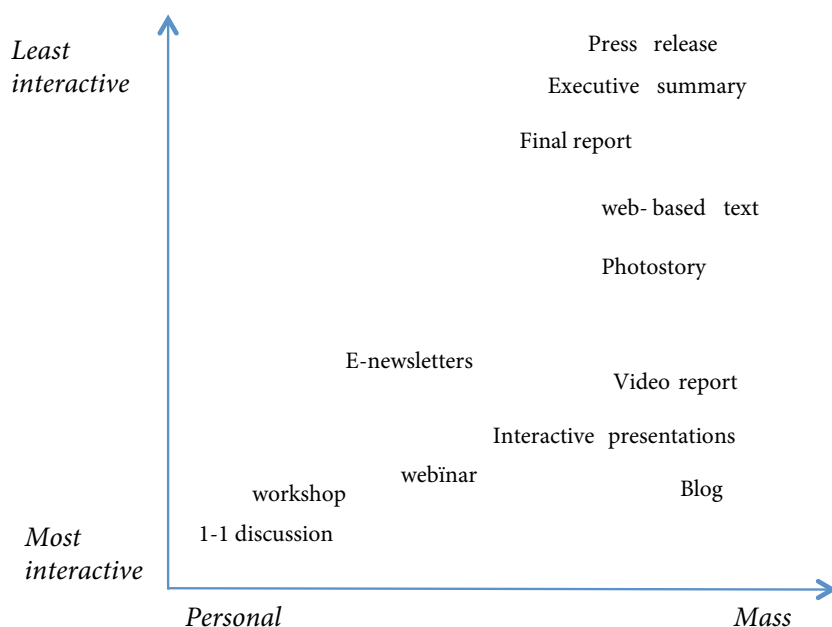 Least
interactive
Press release
Executive summary
Final report
web- based text
Photostory
E-newsletters
Video report
Interactive presentations
webïnar
Blog
workshop
1-1 discussion
Most
interactive
Personal
Mass